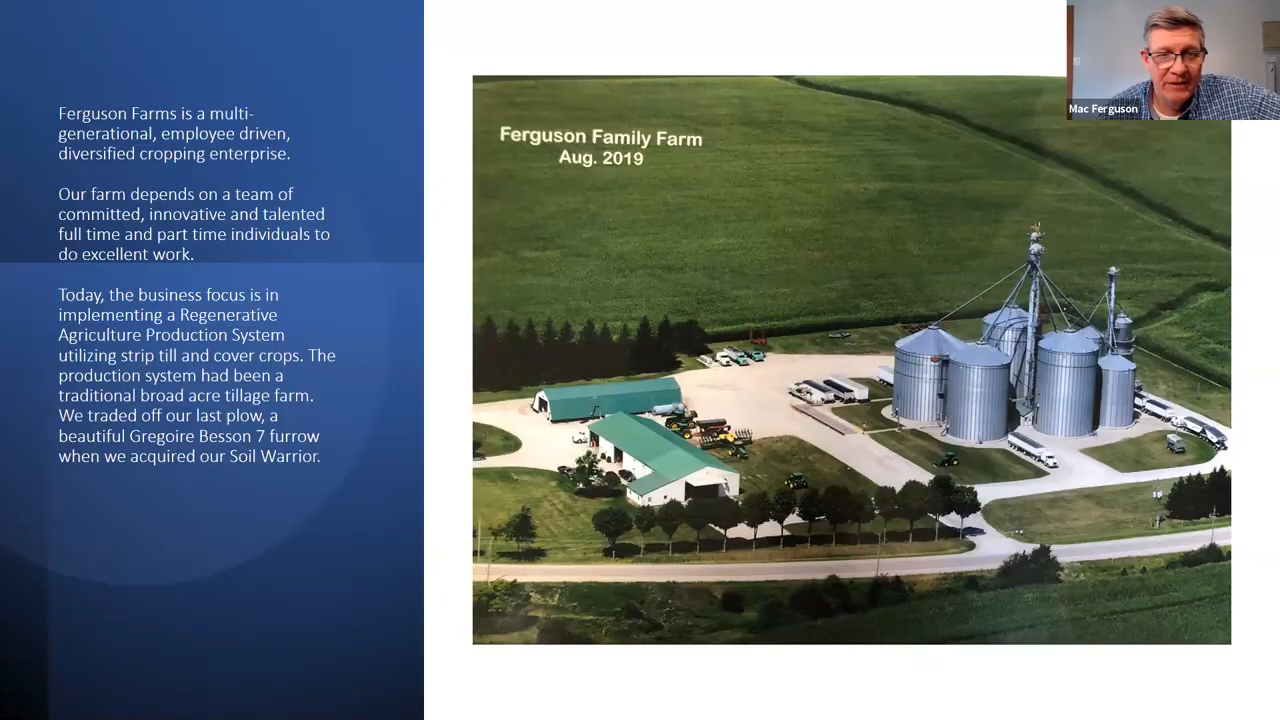 Ferguson Farms is a multi-
generational, employee driven,
diversified cropping enterprise.
Our farm depends on a team of
committed, innovative and talented
full time and part time individuals to
do excellent work.
Today, the business focus is in
implementing a Regenerative
Agriculture Production System
utilizing strip till and cover crops. The
production system had been a
traditional broad acre tillage farm.
We traded off our last plow, a
beautiful Gregoire Besson 7 furrow
when we acquired our Soil Warrior.
Ferguson Family Farm
Aug. 2019
Mac Ferguson